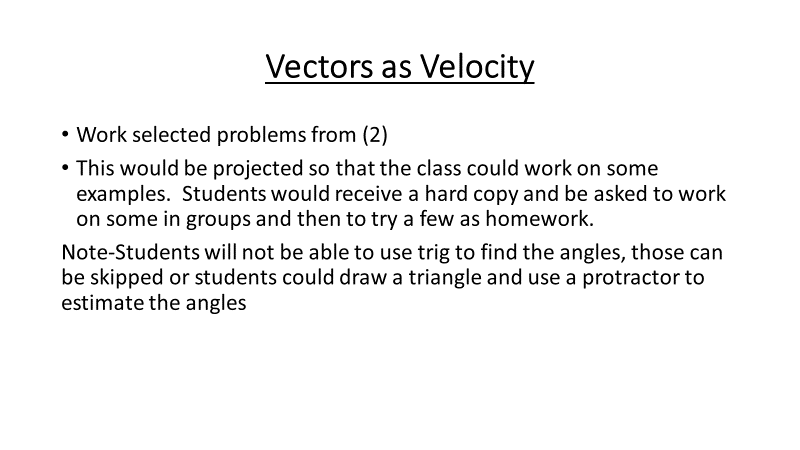 Vectors as Velocity
• Work selected problems from (2)
• This would be projected so that the class could work on some
examples.  Students would receive a hard copy and be asked to work
on some in groups and then to try a few as homework.
Note-Students will not be able to use trig to find the angles, those can
be skipped or students could draw a triangle and use a protractor to
estimate the angles